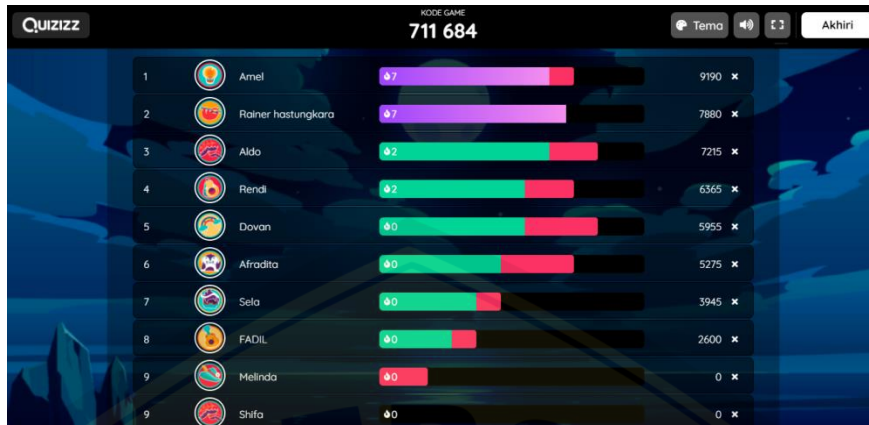 Quizizz
KODE GAME
711 684
Tema
Akhiri
1 Amel 7 9190 ×
2 Rainer hastungkara 7 7880 ×
3 Aldo 2 7215 ×
4 Rendi 2 6365 ×
5 Dovan 0 5955 ×
6 Afradita 0 5275 ×
7 Sela 0 3945 ×
8 FADIL 0 2600 ×
9 Melinda 0 0 ×
9 Shifa 0 0 ×